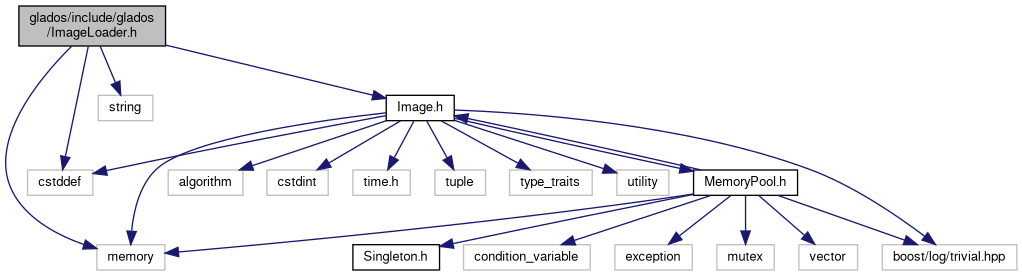 glados/include/glados
/ImageLoader.h
string
Image.h
cstddef
algorithm
cstdint
time.h
tuple
type_traits
utility
MemoryPool.h
memory
Singleton.h
condition_variable
exception
mutex
vector
boost/log/trivial.hpp